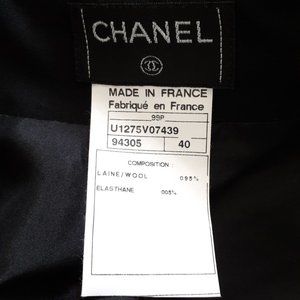 CHANEL
MADE IN FRANCE
Fabriqué en France
99P
U1275V07439
94305 40
COMPOSITION
LAINE/WOOL 095%
ELASTHANE 005%